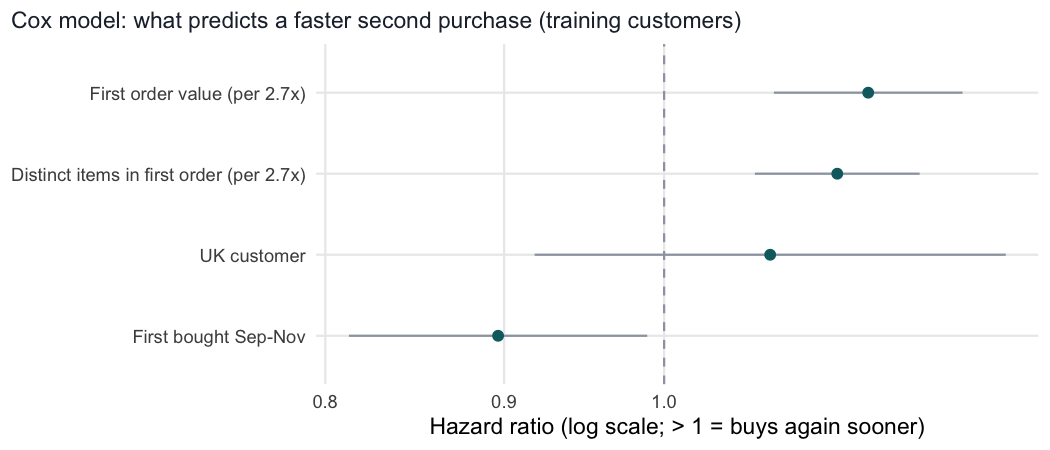 Cox model: what predicts a faster second purchase (training customers)
First order value (per 2.7x)
Distinct items in first order (per 2.7x)
UK customer
First bought Sep-Nov
0.8 0.9 1.0
Hazard ratio (log scale; > 1 = buys again sooner)